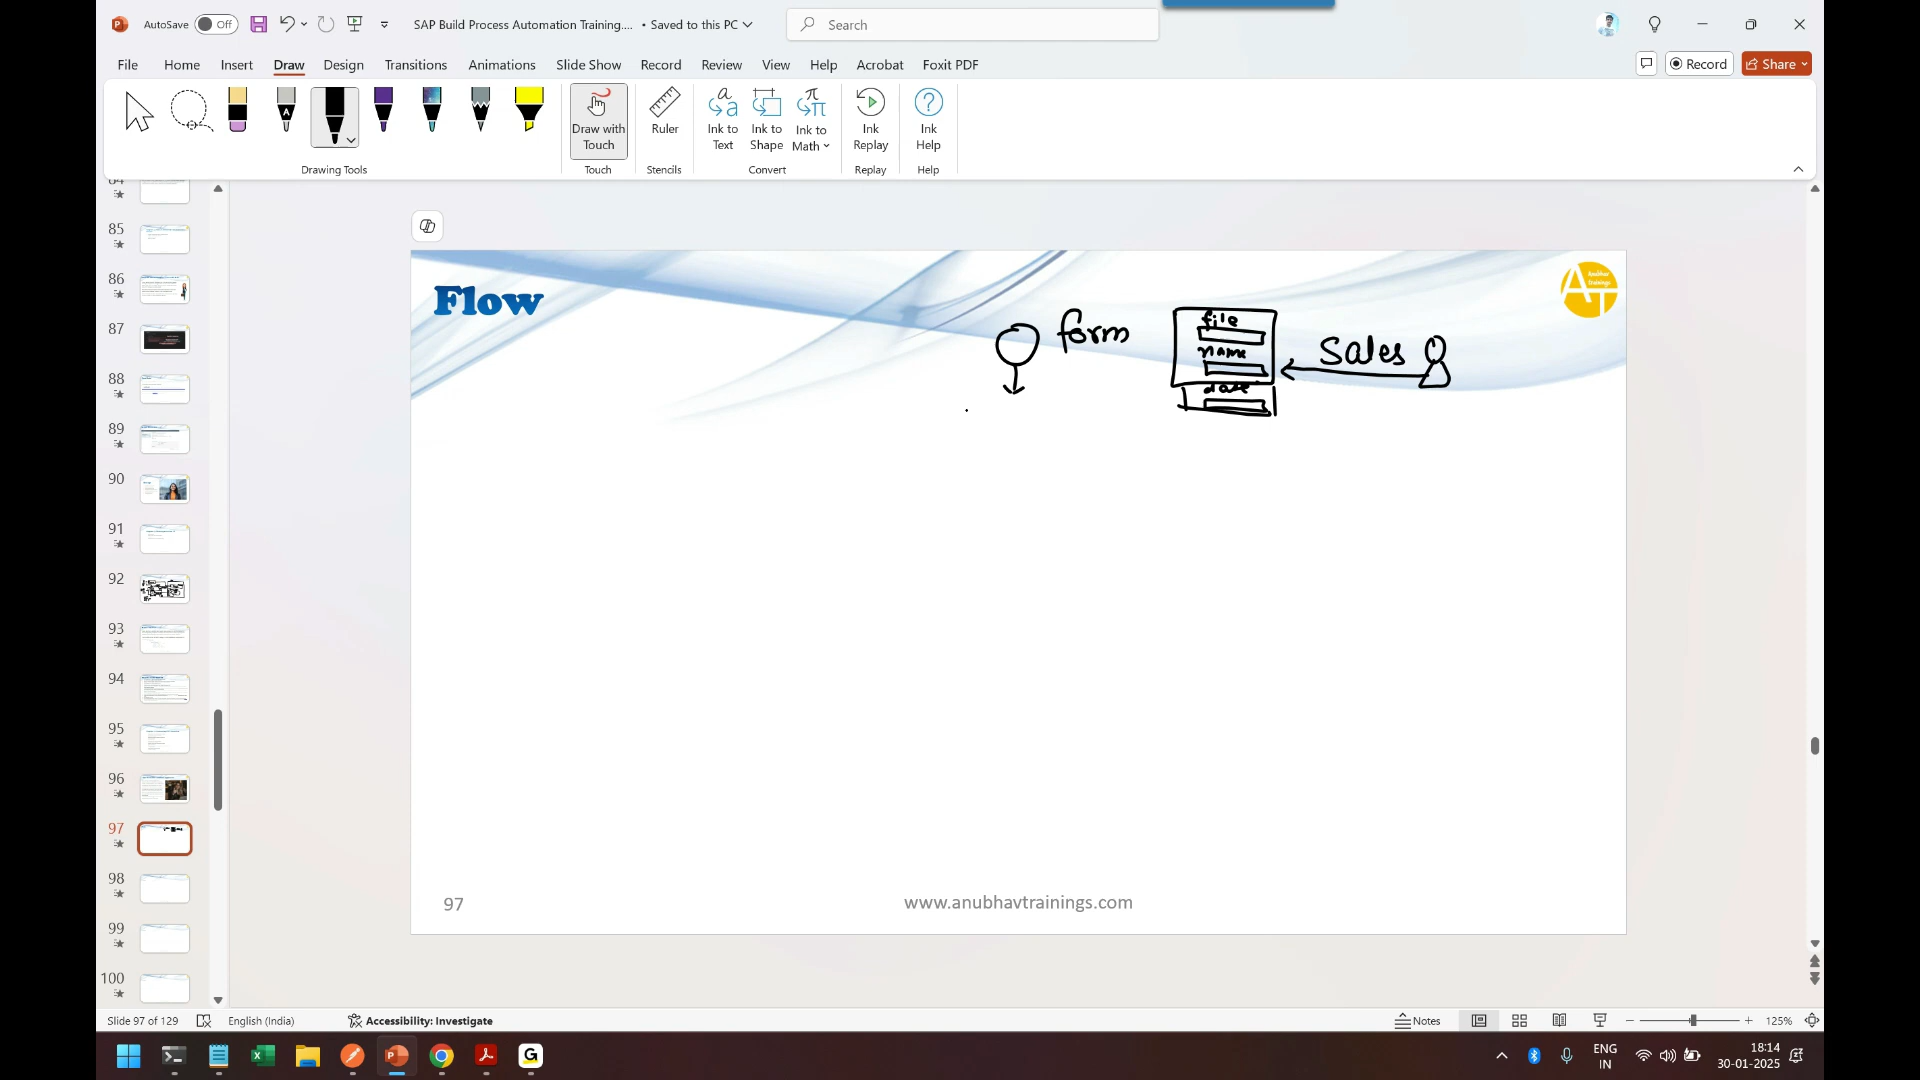 AutoSave Off SAP Build Process Automation Training.... • Saved to this PC Search
File Home Insert Draw Design Transitions Animations Slide Show Record Review View Help Acrobat Foxit PDF Record Share
Draw with Touch
Ruler
Ink to Text
Ink to Shape
Ink to Math
Ink Replay
Ink Help
Drawing Tools Touch Stencils Convert Replay Help
84
85
86
87
88
89
90
91
92
93
94
95
96
97
98
99
100
Flow
Anubhav
trainings
AT
form
file
name
date
Sales
97
www.anubhavtrainings.com
Slide 97 of 129 English (India) Accessibility: Investigate Notes 125%
ENG
IN
18:14
30-01-2025